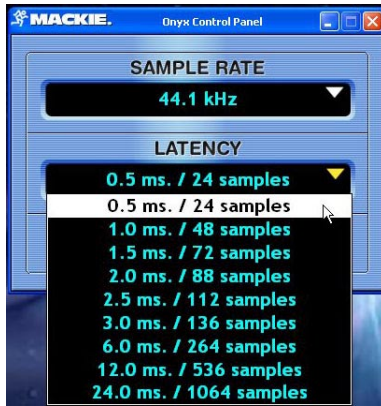 MACKIE. Onyx Control Panel
SAMPLE RATE
44.1 kHz
LATENCY
0.5 ms. / 24 samples
0.5 ms. / 24 samples
1.0 ms. / 48 samples
1.5 ms. / 72 samples
2.0 ms. / 88 samples
2.5 ms. / 112 samples
3.0 ms. / 136 samples
6.0 ms. / 264 samples
12.0 ms. / 536 samples
24.0 ms. / 1064 samples